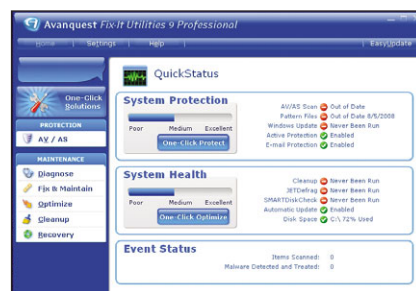 Avanquest Fix-It Utilities 9 Professional
Home Settings Help EasyUpdate
QuickStatus
One-Click Solutions
PROTECTION
AV / AS
MAINTENANCE
Diagnose
Fix & Maintain
Optimize
Cleanup
Recovery
System Protection
Poor Medium Excellent
One-Click Protect
AV/AS Scan Out of Date
Pattern Files Out of Date 8/5/2008
Windows Update Never Been Run
Active Protection Enabled
E-mail Protection Enabled
System Health
Poor Medium Excellent
One-Click Optimize
Cleanup Never Been Run
JETDefrag Never Been Run
SMARTDiskCheck Never Been Run
Automatic Update Enabled
Disk Space C:\ 72% Used
Event Status
Items Scanned: 0
Malware Detected and Treated: 0